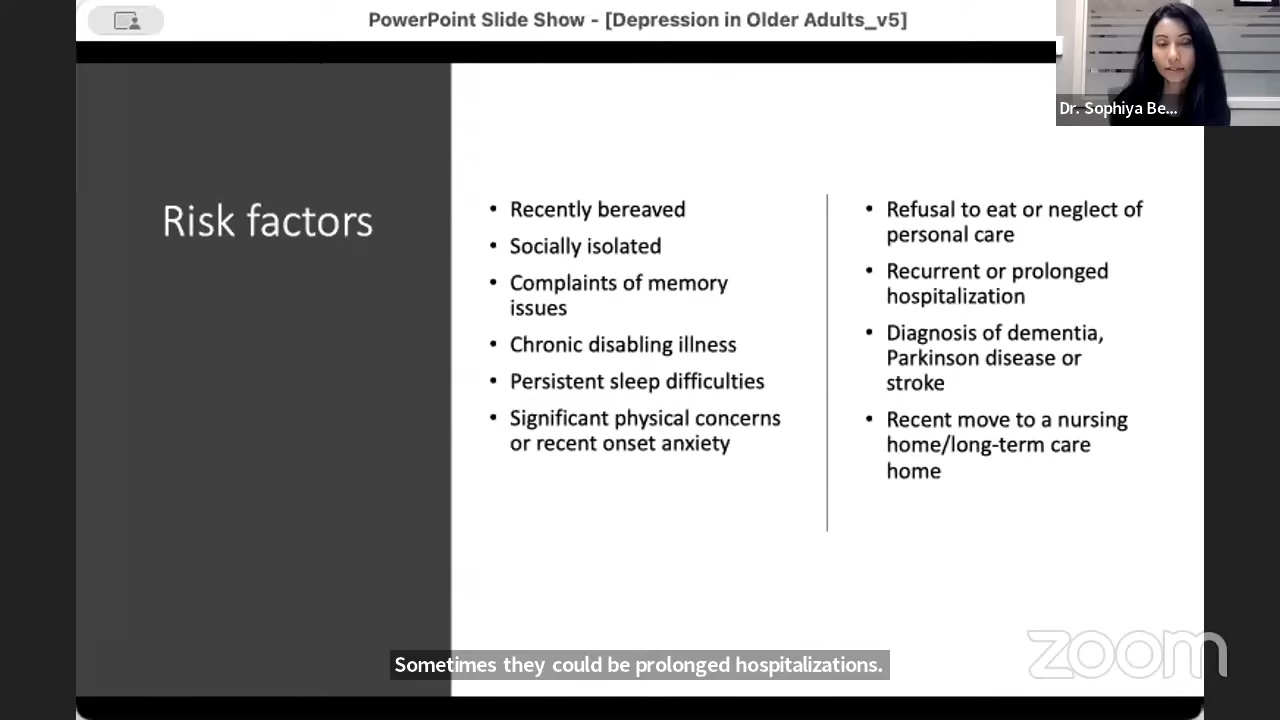 PowerPoint Slide Show - [Depression in Older Adults_v5]
Dr. Sophiya Be...
Risk factors
• Recently bereaved
• Socially isolated
• Complaints of memory
issues
• Chronic disabling illness
• Persistent sleep difficulties
• Significant physical concerns
or recent onset anxiety
• Refusal to eat or neglect of
personal care
• Recurrent or prolonged
hospitalization
• Diagnosis of dementia,
Parkinson disease or
stroke
• Recent move to a nursing
home/long-term care
home
Sometimes they could be prolonged hospitalizations.
zoom